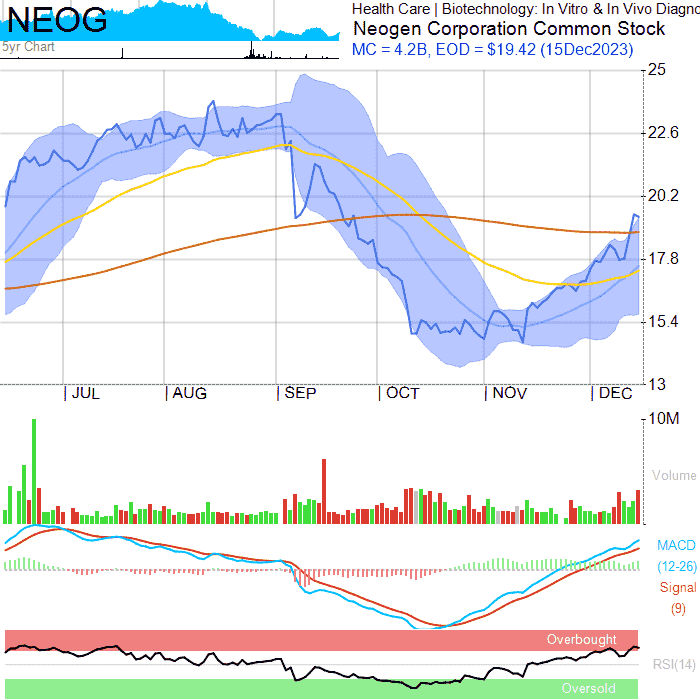 NEOG
5yr Chart
Health Care | Biotechnology: In Vitro & In Vivo Diagno
Neogen Corporation Common Stock
MC = 4.2B, EOD = $19.42 (15Dec2023)
25
22.6
20.2
17.8
15.4
13
JUL AUG SEP OCT NOV DEC
10M
Volume
MACD
(12-26)
Signal
(9)
Overbought
RSI(14)
Oversold